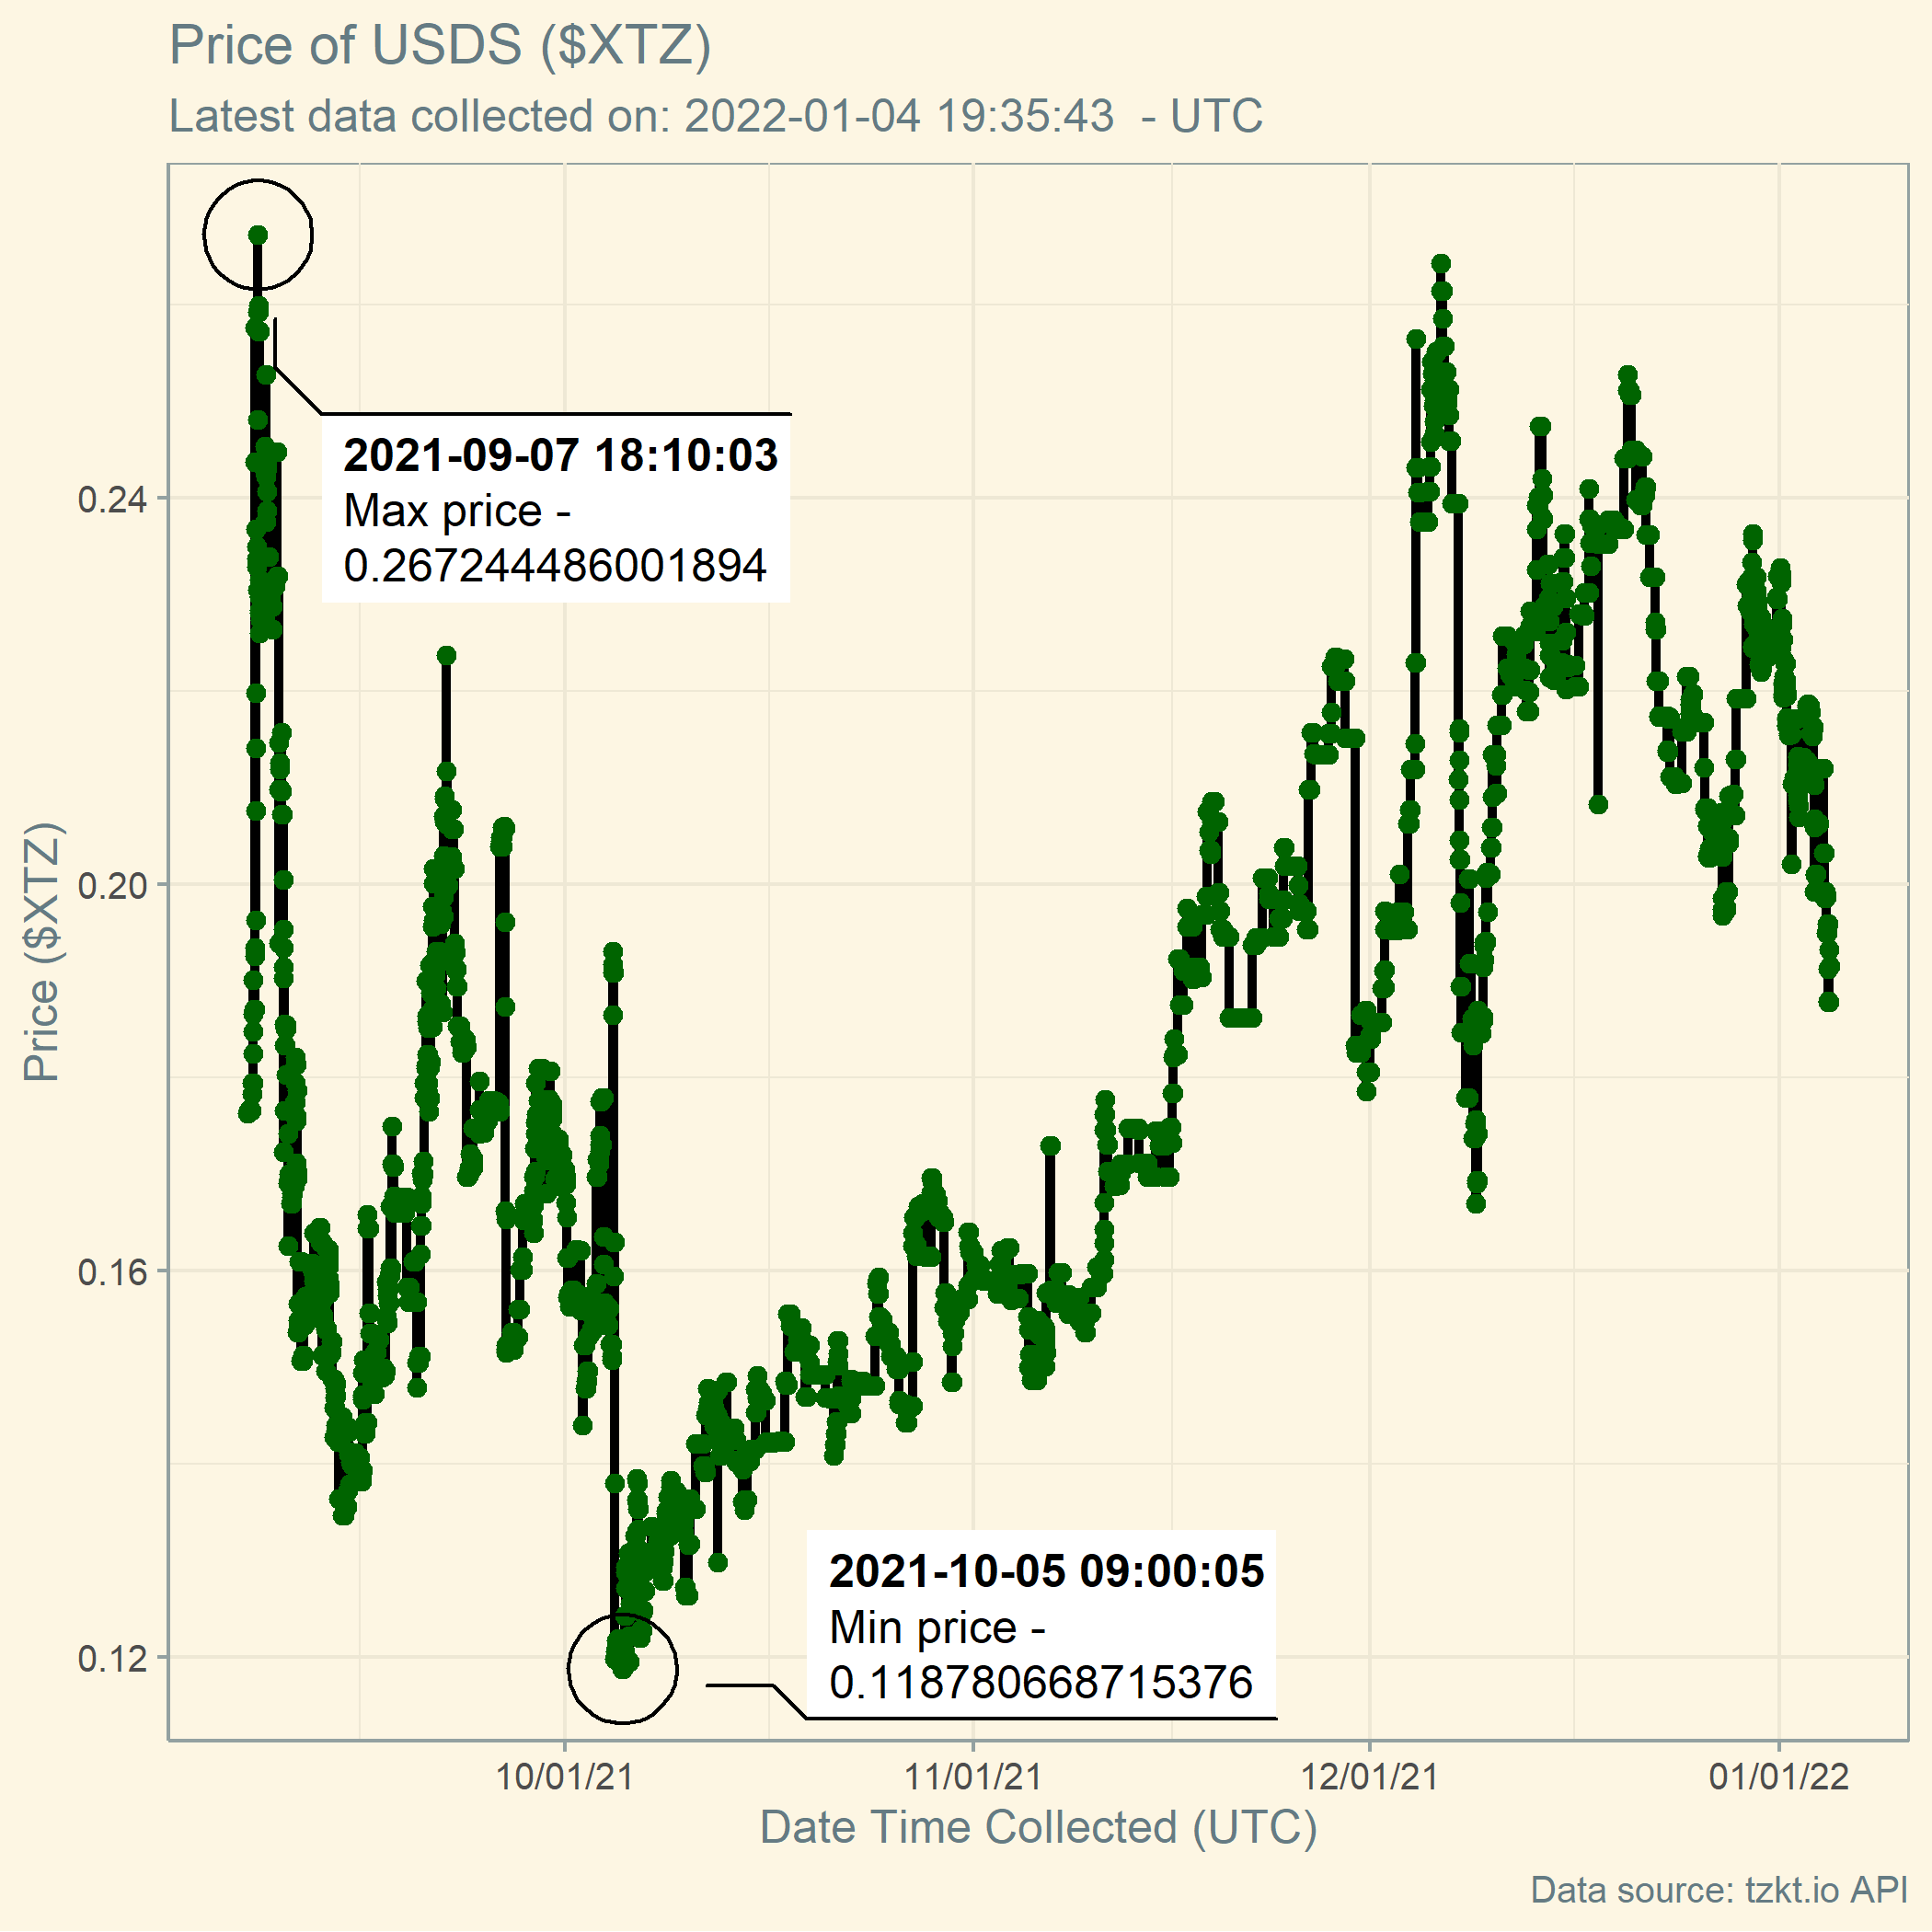 Price of USDS ($XTZ)
Latest data collected on: 2022-01-04 19:35:43  - UTC
2021-09-07 18:10:03
Max price -
0.267244486001894
0.24
0.20
0.16
0.12
Price ($XTZ)
2021-10-05 09:00:05
Min price -
0.118780668715376
10/01/21
11/01/21
12/01/21
01/01/22
Date Time Collected (UTC)
Data source: tzkt.io API